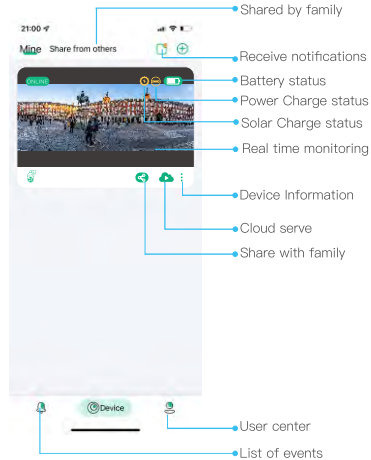 Shared by family
21:00
Mine Share from others
Receive notifications
ONLINE
Battery status
Power Charge status
Solar Charge status
Real time monitoring
Device Information
Cloud serve
Share with family
Device
User center
List of events